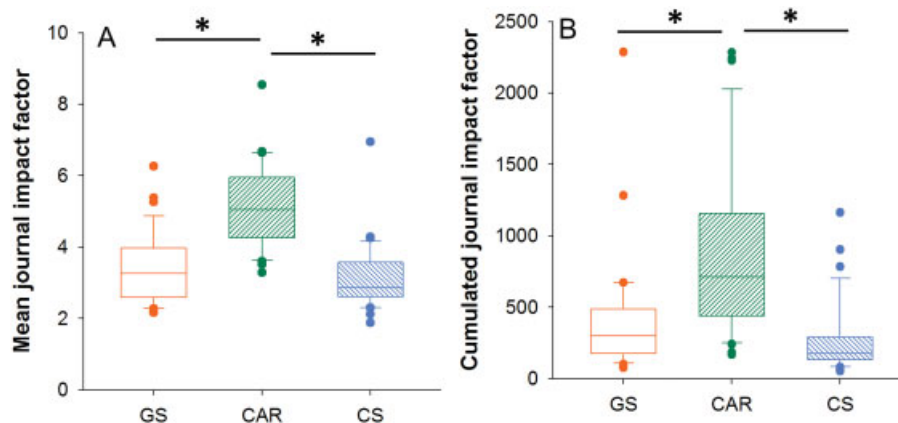 A
Mean journal impact factor
10
8
6
4
2
0
* *
GS CAR CS
B
Cumulated journal impact factor
2500
2000
1500
1000
500
0
* *
GS CAR CS